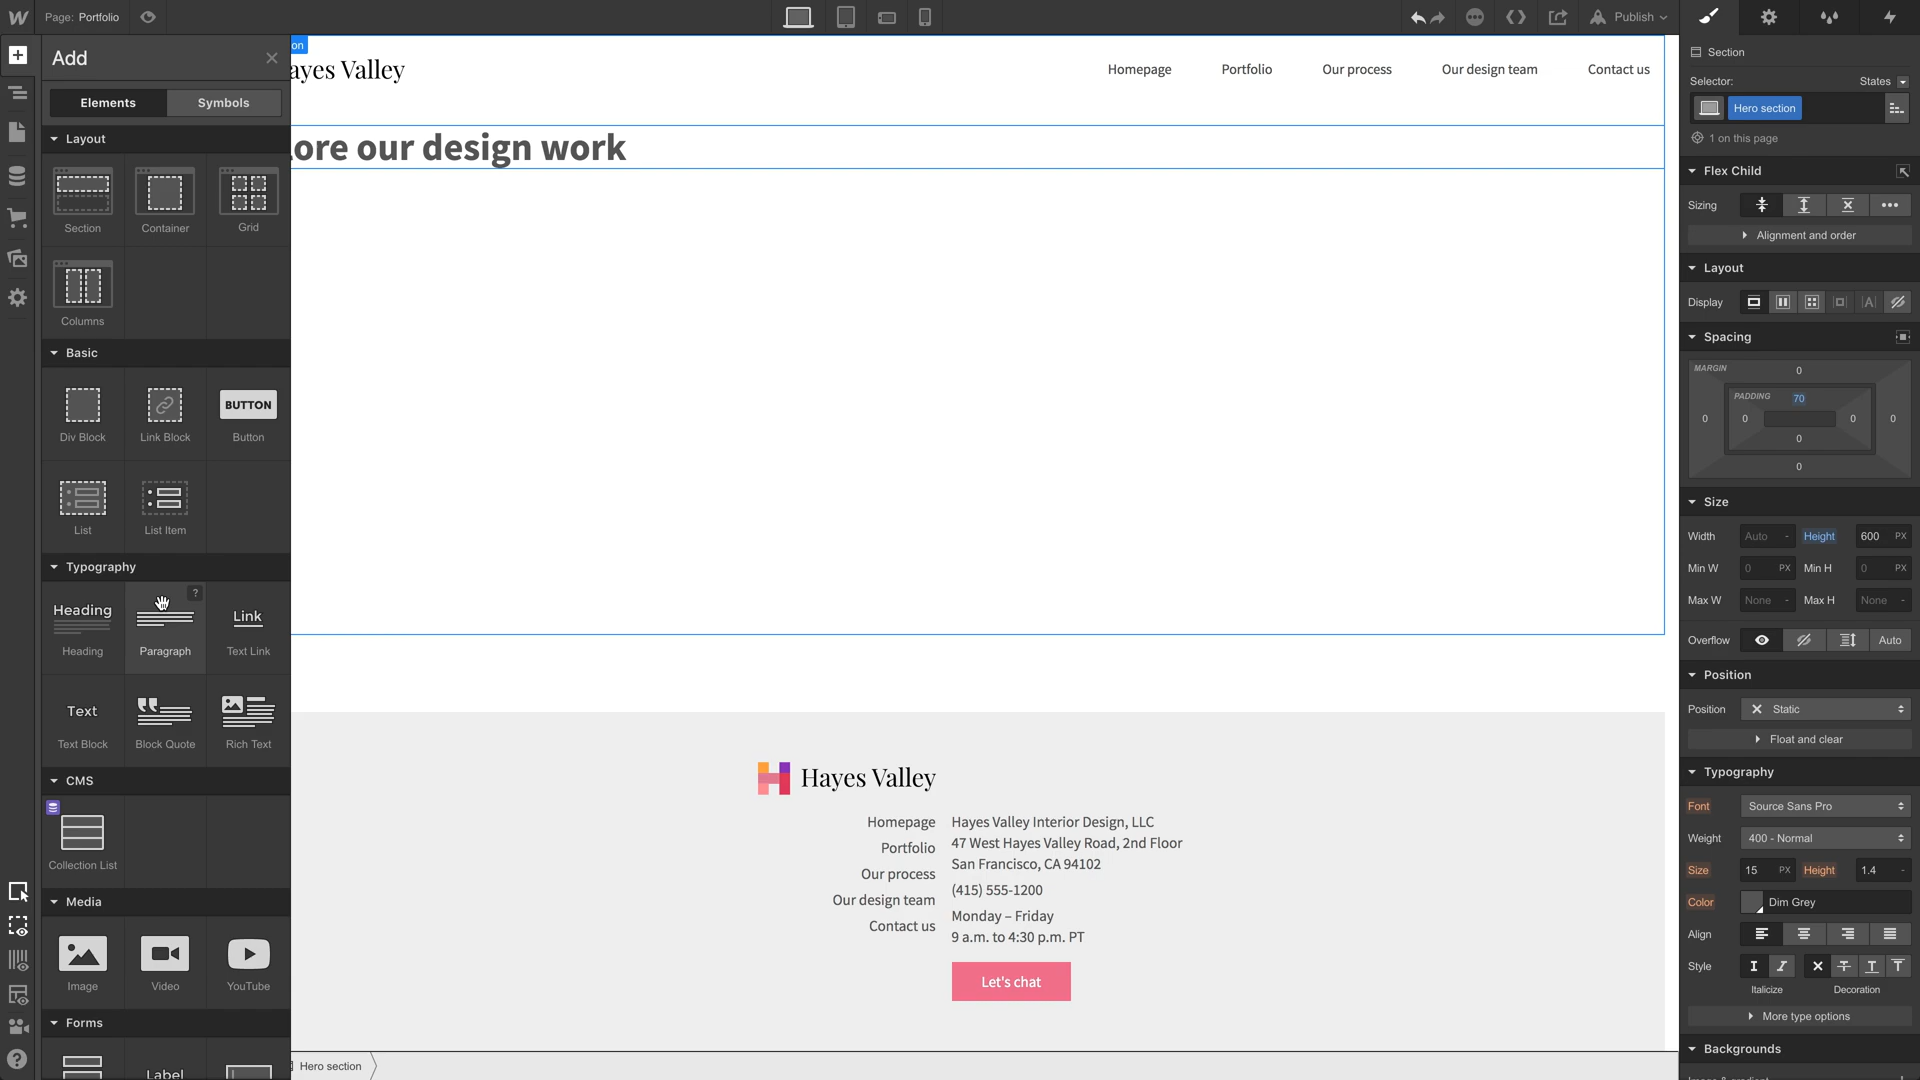 Page: Portfolio
Publish
Add
Elements
Symbols
Layout
Section
Container
Grid
Columns
Basic
Div Block
Link Block
BUTTON
Button
List
List Item
Typography
Heading
Heading
Paragraph
?
Link
Text Link
Text
Text Block
Block Quote
Rich Text
CMS
Collection List
Media
Image
Video
YouTube
Forms
Label
on
ayes Valley
Homepage
Portfolio
Our process
Our design team
Contact us
lore our design work
Hayes Valley
Homepage
Portfolio
Our process
Our design team
Contact us
Hayes Valley Interior Design, LLC
47 West Hayes Valley Road, 2nd Floor
San Francisco, CA 94102
(415) 555-1200
Monday – Friday
9 a.m. to 4:30 p.m. PT
Let's chat
Hero section
Section
Selector:
States
Hero section
1 on this page
Flex Child
Sizing
Alignment and order
Layout
Display
Spacing
MARGIN
0
PADDING
70
0
0
0
0
0
0
Size
Width
Auto
-
Height
600
PX
Min W
0
PX
Min H
0
PX
Max W
None
-
Max H
None
-
Overflow
Auto
Position
Position
Static
Float and clear
Typography
Font
Source Sans Pro
Weight
400 - Normal
Size
15
PX
Height
1.4
-
Color
Dim Grey
Align
Style
Italicize
Decoration
More type options
Backgrounds